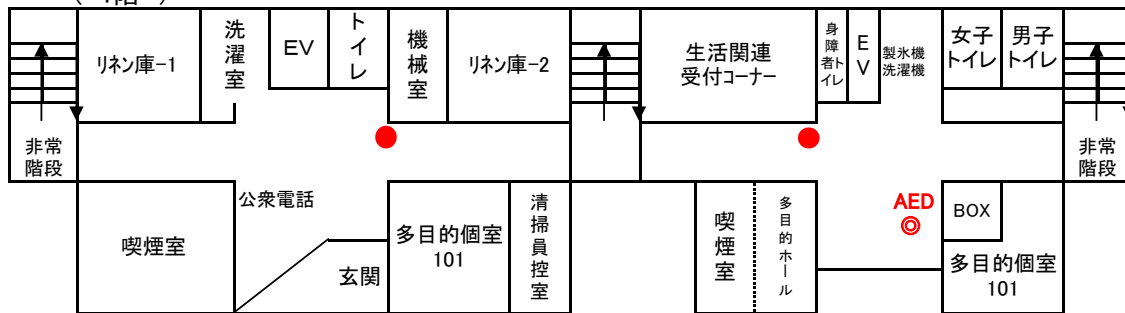 リネン庫-1
洗濯室
EV
トイレ
機械室
リネン庫-2
生活関連
受付コーナー
身障者トイレ
EV
製氷機
洗濯機
女子
トイレ
男子
トイレ
非常
階段
非常
階段
公衆電話
喫煙室
玄関
多目的個室
101
清掃員控室
喫煙室
多目的ホール
AED
BOX
多目的個室
101